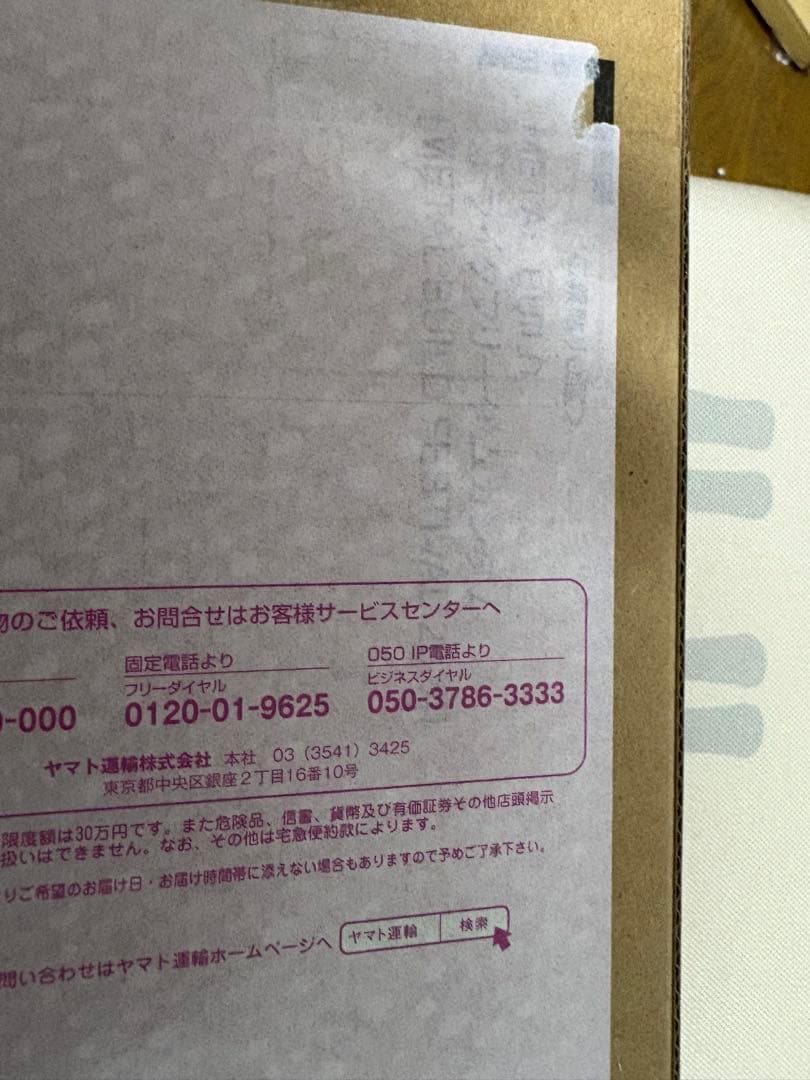 物のご依頼、お問合せはお客様サービスセンターへ
0-000
固定電話より
フリーダイヤル
0120-01-9625
050 IP電話より
ビジネスダイヤル
050-3786-3333
ヤマト運輸株式会社 本社 03（3541）3425
東京都中央区銀座2丁目16番10号
限度額は30万円です。また危険品、信書、貨幣及び有価証券その他店頭掲示
扱いはできません。なお、その他は宅急便約款によります。
りご希望のお届け日・お届け時間帯に添えない場合もありますので予めご了承下さい。
問い合わせはヤマト運輸ホームページへ ヤマト運輸 検索